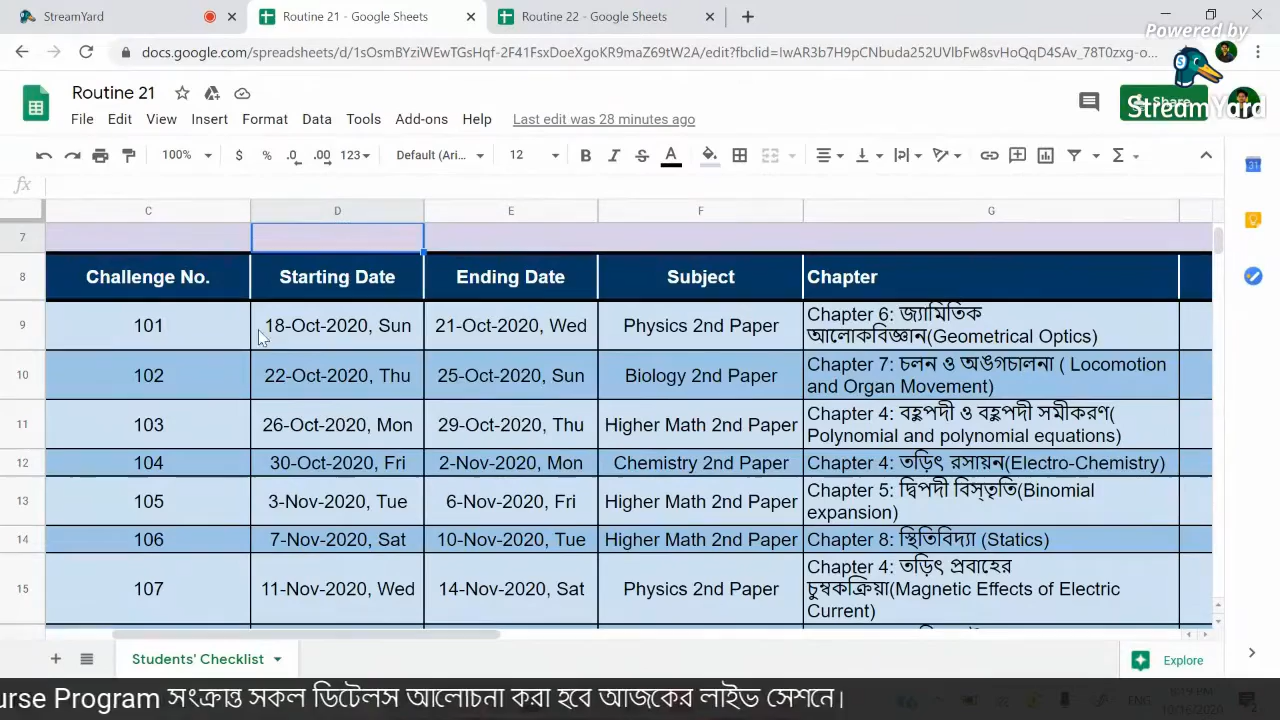 StreamYard
Routine 21 - Google Sheets
Routine 22 - Google Sheets
Powered by
docs.google.com/spreadsheets/d/1sOsmBYziWEwTGsHqf-2F41FsxDoeXgoKR9maZ69tW2A/edit?fbclid=IwAR3b7H9pCNbuda252UVlbFw8svHoQqD4SAv_78T0zxg-o...
Routine 21
Share
StreamYard
File Edit View Insert Format Data Tools Add-ons Help Last edit was 28 minutes ago
100% $ % .0 .00 123 Default (Ari... 12 B I S A
fx
C D E F G
7
8 Challenge No. Starting Date Ending Date Subject Chapter
9 101 18-Oct-2020, Sun 21-Oct-2020, Wed Physics 2nd Paper Chapter 6: জ্যামিতিক
আলোকবিজ্ঞান(Geometrical Optics)
10 102 22-Oct-2020, Thu 25-Oct-2020, Sun Biology 2nd Paper Chapter 7: চলন ও অঙ্গচালনা ( Locomotion
and Organ Movement)
11 103 26-Oct-2020, Mon 29-Oct-2020, Thu Higher Math 2nd Paper Chapter 4: বহুপদী ও বহুপদী সমীকরণ(
Polynomial and polynomial equations)
12 104 30-Oct-2020, Fri 2-Nov-2020, Mon Chemistry 2nd Paper Chapter 4: তড়িৎ রসায়ন(Electro-Chemistry)
13 105 3-Nov-2020, Tue 6-Nov-2020, Fri Higher Math 2nd Paper Chapter 5: দ্বিপদী বিস্তৃতি(Binomial
expansion)
14 106 7-Nov-2020, Sat 10-Nov-2020, Tue Higher Math 2nd Paper Chapter 8: স্থিতিবিদ্যা (Statics)
15 107 11-Nov-2020, Wed 14-Nov-2020, Sat Physics 2nd Paper Chapter 4: তড়িৎ প্রবাহের
চুম্বকক্রিয়া(Magnetic Effects of Electric
Current)
Students' Checklist
Explore
urse Program সংক্রান্ত সকল ডিটেলস আলোচনা করা হবে আজকের লাইভ সেশনে।
ENG
10/16/2020